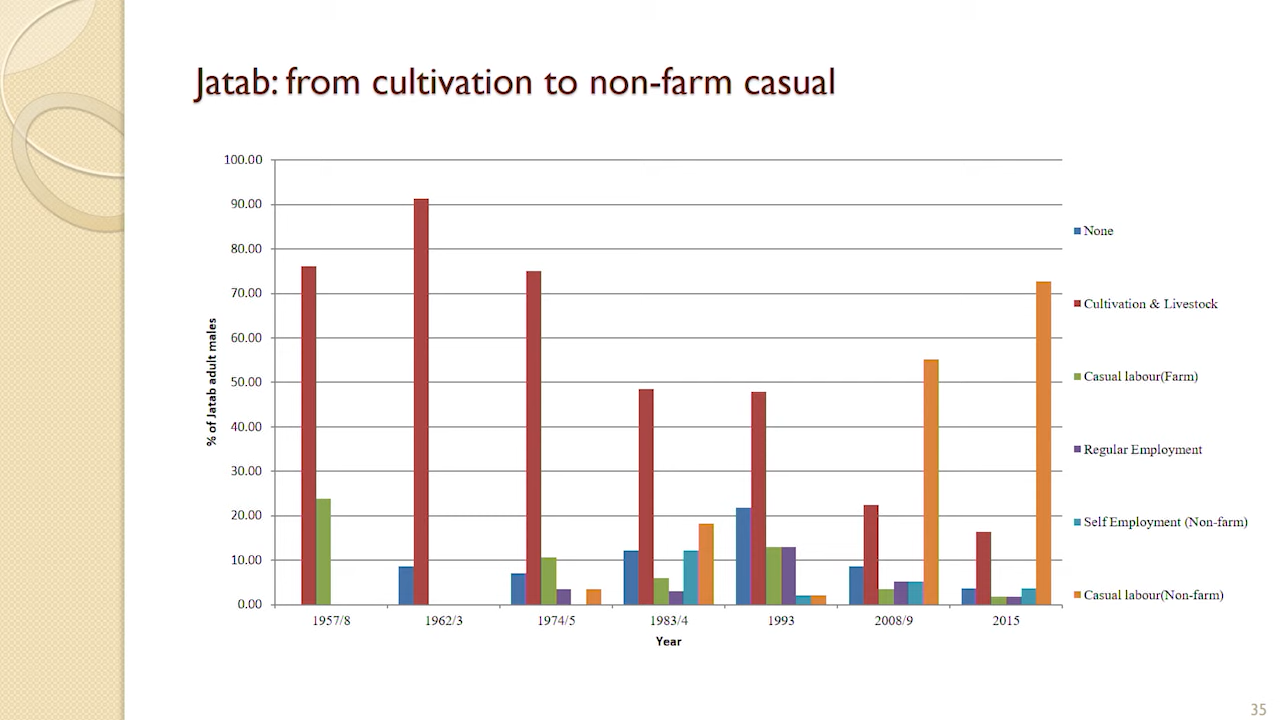 Jatab: from cultivation to non-farm casual
100.00
90.00
80.00
70.00
60.00
50.00
40.00
30.00
20.00
10.00
0.00
% of Jatab adult males
1957/8 1962/3 1974/5 1983/4 1993 2008/9 2015
Year
None
Cultivation & Livestock
Casual labour(Farm)
Regular Employment
Self Employment (Non-farm)
Casual labour(Non-farm)
35